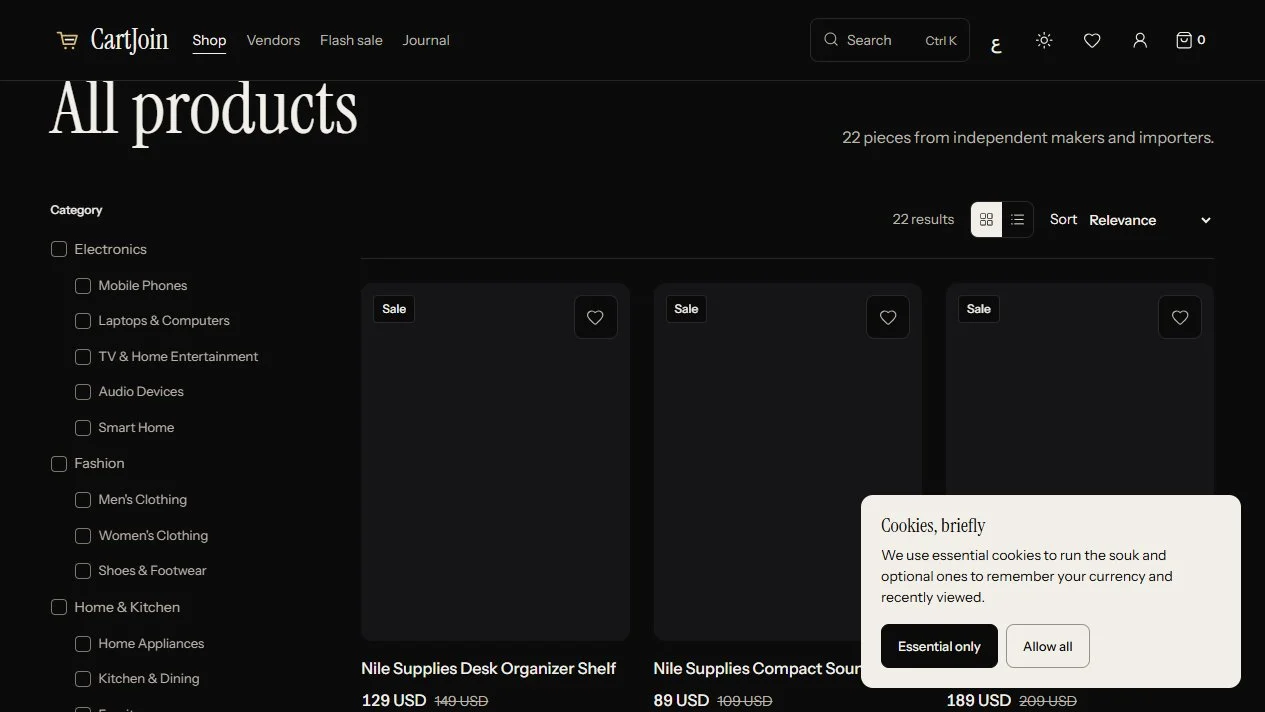 CartJoin
Shop
Vendors
Flash sale
Journal
Search
Ctrl K
ع
0
All products
22 pieces from independent makers and importers.
Category
22 results
Sort
Relevance
Electronics
Mobile Phones
Laptops & Computers
TV & Home Entertainment
Audio Devices
Smart Home
Fashion
Men's Clothing
Women's Clothing
Shoes & Footwear
Home & Kitchen
Home Appliances
Kitchen & Dining
Sale
Sale
Sale
Nile Supplies Desk Organizer Shelf
129 USD 149 USD
Nile Supplies Compact
89 USD 109 USD
189 USD 209 USD
Cookies, briefly
We use essential cookies to run the souk and
optional ones to remember your currency and
recently viewed.
Essential only
Allow all